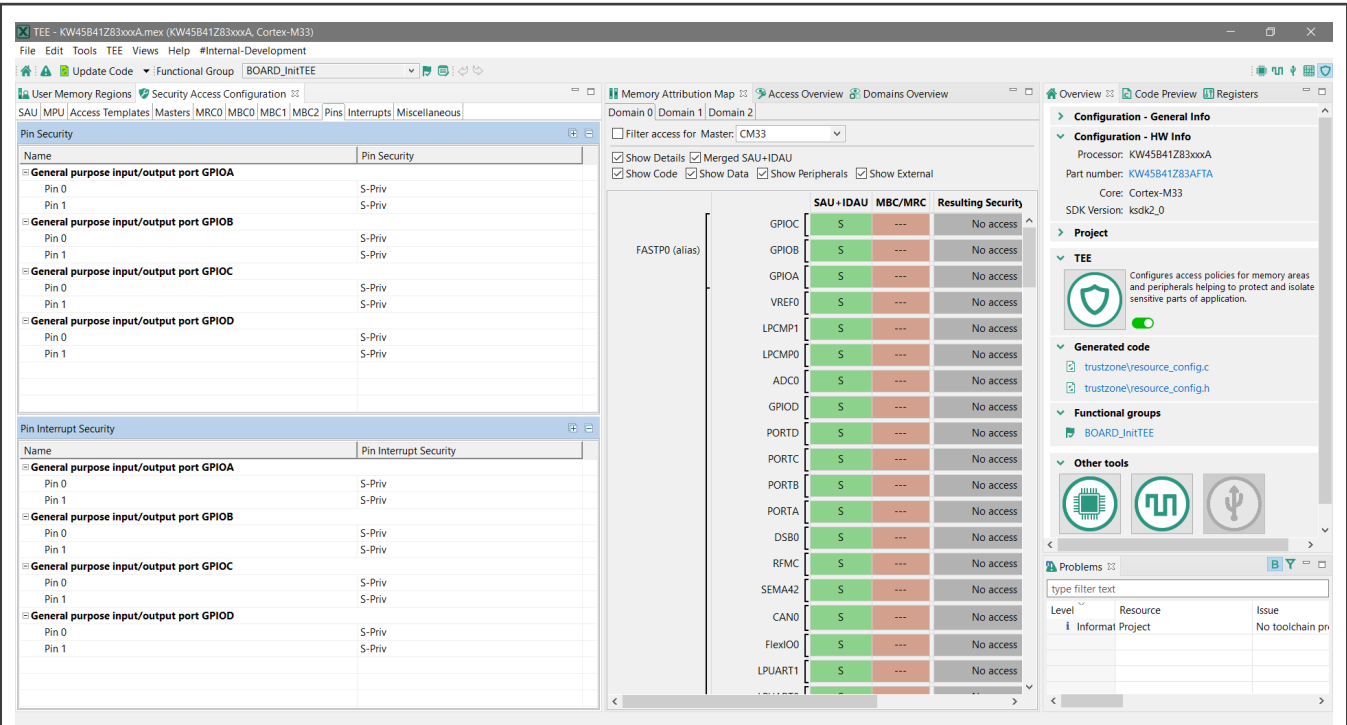 TEE - KW45B41Z83xxxA.mex (KW45B41Z83xxxA, Cortex-M33)
File Edit Tools TEE Views Help #Internal-Development
Update Code Functional Group BOARD_InitTEE
User Memory Regions Security Access Configuration
SAU MPU Access Templates Masters MRC0 MBC0 MBC1 MBC2 Pins Interrupts Miscellaneous
Pin Security
Name Pin Security
General purpose input/output port GPIOA
Pin 0 S-Priv
Pin 1 S-Priv
General purpose input/output port GPIOB
Pin 0 S-Priv
Pin 1 S-Priv
General purpose input/output port GPIOC
Pin 0 S-Priv
Pin 1 S-Priv
General purpose input/output port GPIOD
Pin 0 S-Priv
Pin 1 S-Priv
Pin Interrupt Security
Name Pin Interrupt Security
General purpose input/output port GPIOA
Pin 0 S-Priv
Pin 1 S-Priv
General purpose input/output port GPIOB
Pin 0 S-Priv
Pin 1 S-Priv
General purpose input/output port GPIOC
Pin 0 S-Priv
Pin 1 S-Priv
General purpose input/output port GPIOD
Pin 0 S-Priv
Pin 1 S-Priv
Memory Attribution Map Access Overview Domains Overview
Domain 0 Domain 1 Domain 2
Filter access for Master: CM33
Show Details Merged SAU+IDAU
Show Code Show Data Show Peripherals Show External
SAU+IDAU MBC/MRC Resulting Security
GPIOC S --- No access
FASTP0 (alias) GPIOB S --- No access
GPIOA S --- No access
VREF0 S --- No access
LPCMP1 S --- No access
LPCMP0 S --- No access
ADC0 S --- No access
GPIOD S --- No access
PORTD S --- No access
PORTC S --- No access
PORTB S --- No access
PORTA S --- No access
DSB0 S --- No access
RFMC S --- No access
SEMA42 S --- No access
CAN0 S --- No access
FlexIO0 S --- No access
LPUART1 S --- No access
Overview Code Preview Registers
Configuration - General Info
Configuration - HW Info
Processor: KW45B41Z83xxxA
Part number: KW45B41Z83AFTA
Core: Cortex-M33
SDK Version: ksdk2_0
Project
TEE
Configures access policies for memory areas
and peripherals helping to protect and isolate
sensitive parts of application.
Generated code
trustzone\resource_config.c
trustzone\resource_config.h
Functional groups
BOARD_InitTEE
Other tools
Problems
type filter text
Level Resource Issue
Informat Project No toolchain pr